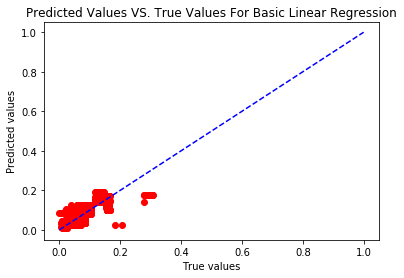 Predicted Values VS. True Values For Basic Linear Regression
1.0
0.8
0.6
0.4
0.2
0.0
Predicted values
0.0 0.2 0.4 0.6 0.8 1.0
True values